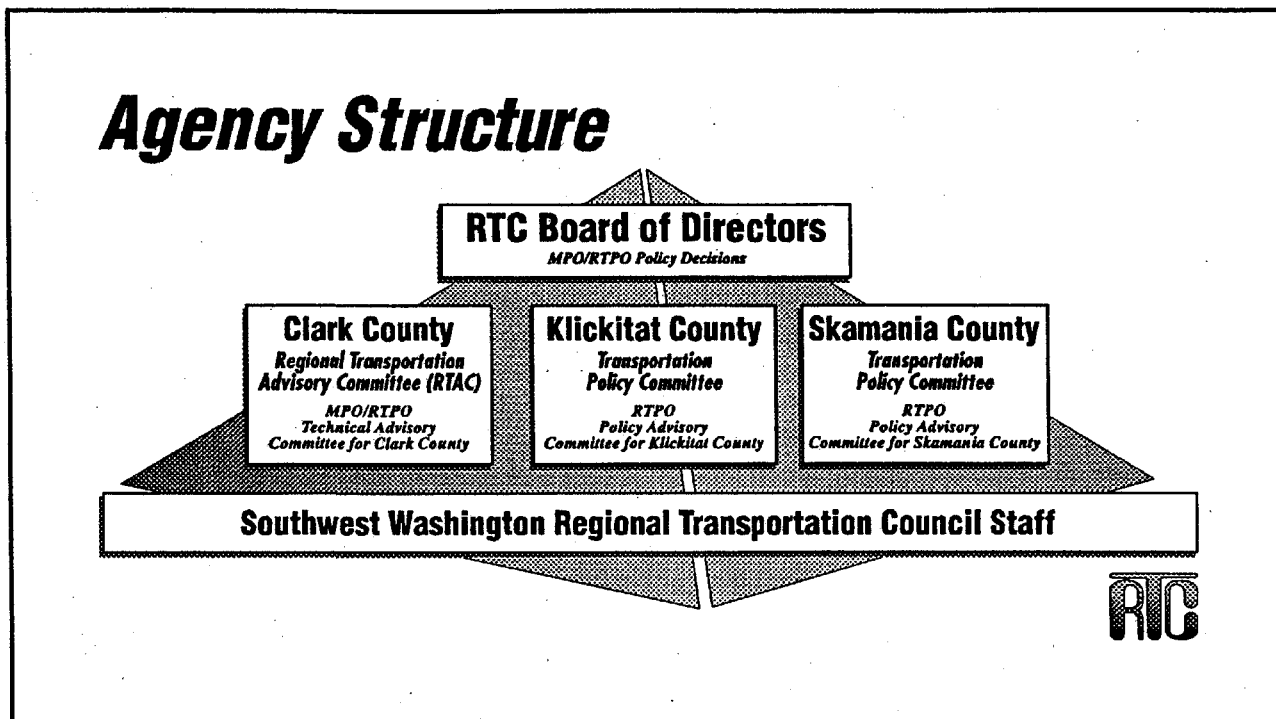 Agency Structure
RTC Board of Directors
MPO/RTPO Policy Decisions
Clark County
Regional Transportation
Advisory Committee (RTAC)
MPO/RTPO
Technical Advisory
Committee for Clark County
Klickitat County
Transportation
Policy Committee
RTPO
Policy Advisory
Committee for Klickitat County
Skamania County
Transportation
Policy Committee
RTPO
Policy Advisory
Committee for Skamania County
Southwest Washington Regional Transportation Council Staff
RTC